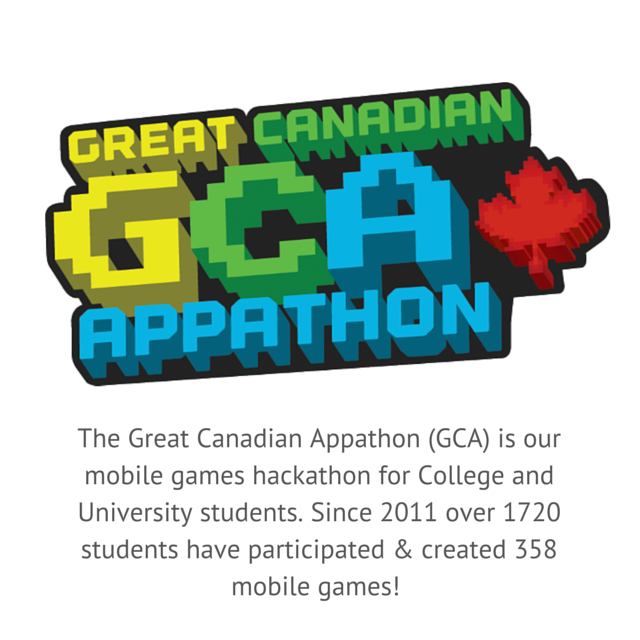 GREAT CANADIAN
GCA
APPATHON
The Great Canadian Appathon (GCA) is our
mobile games hackathon for College and
University students. Since 2011 over 1720
students have participated & created 358
mobile games!